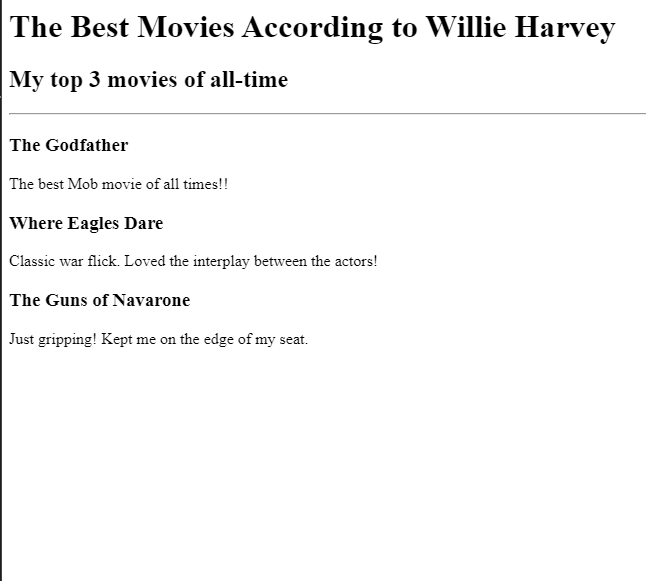 The Best Movies According to Willie Harvey
My top 3 movies of all-time
The Godfather
The best Mob movie of all times!!
Where Eagles Dare
Classic war flick. Loved the interplay between the actors!
The Guns of Navarone
Just gripping! Kept me on the edge of my seat.